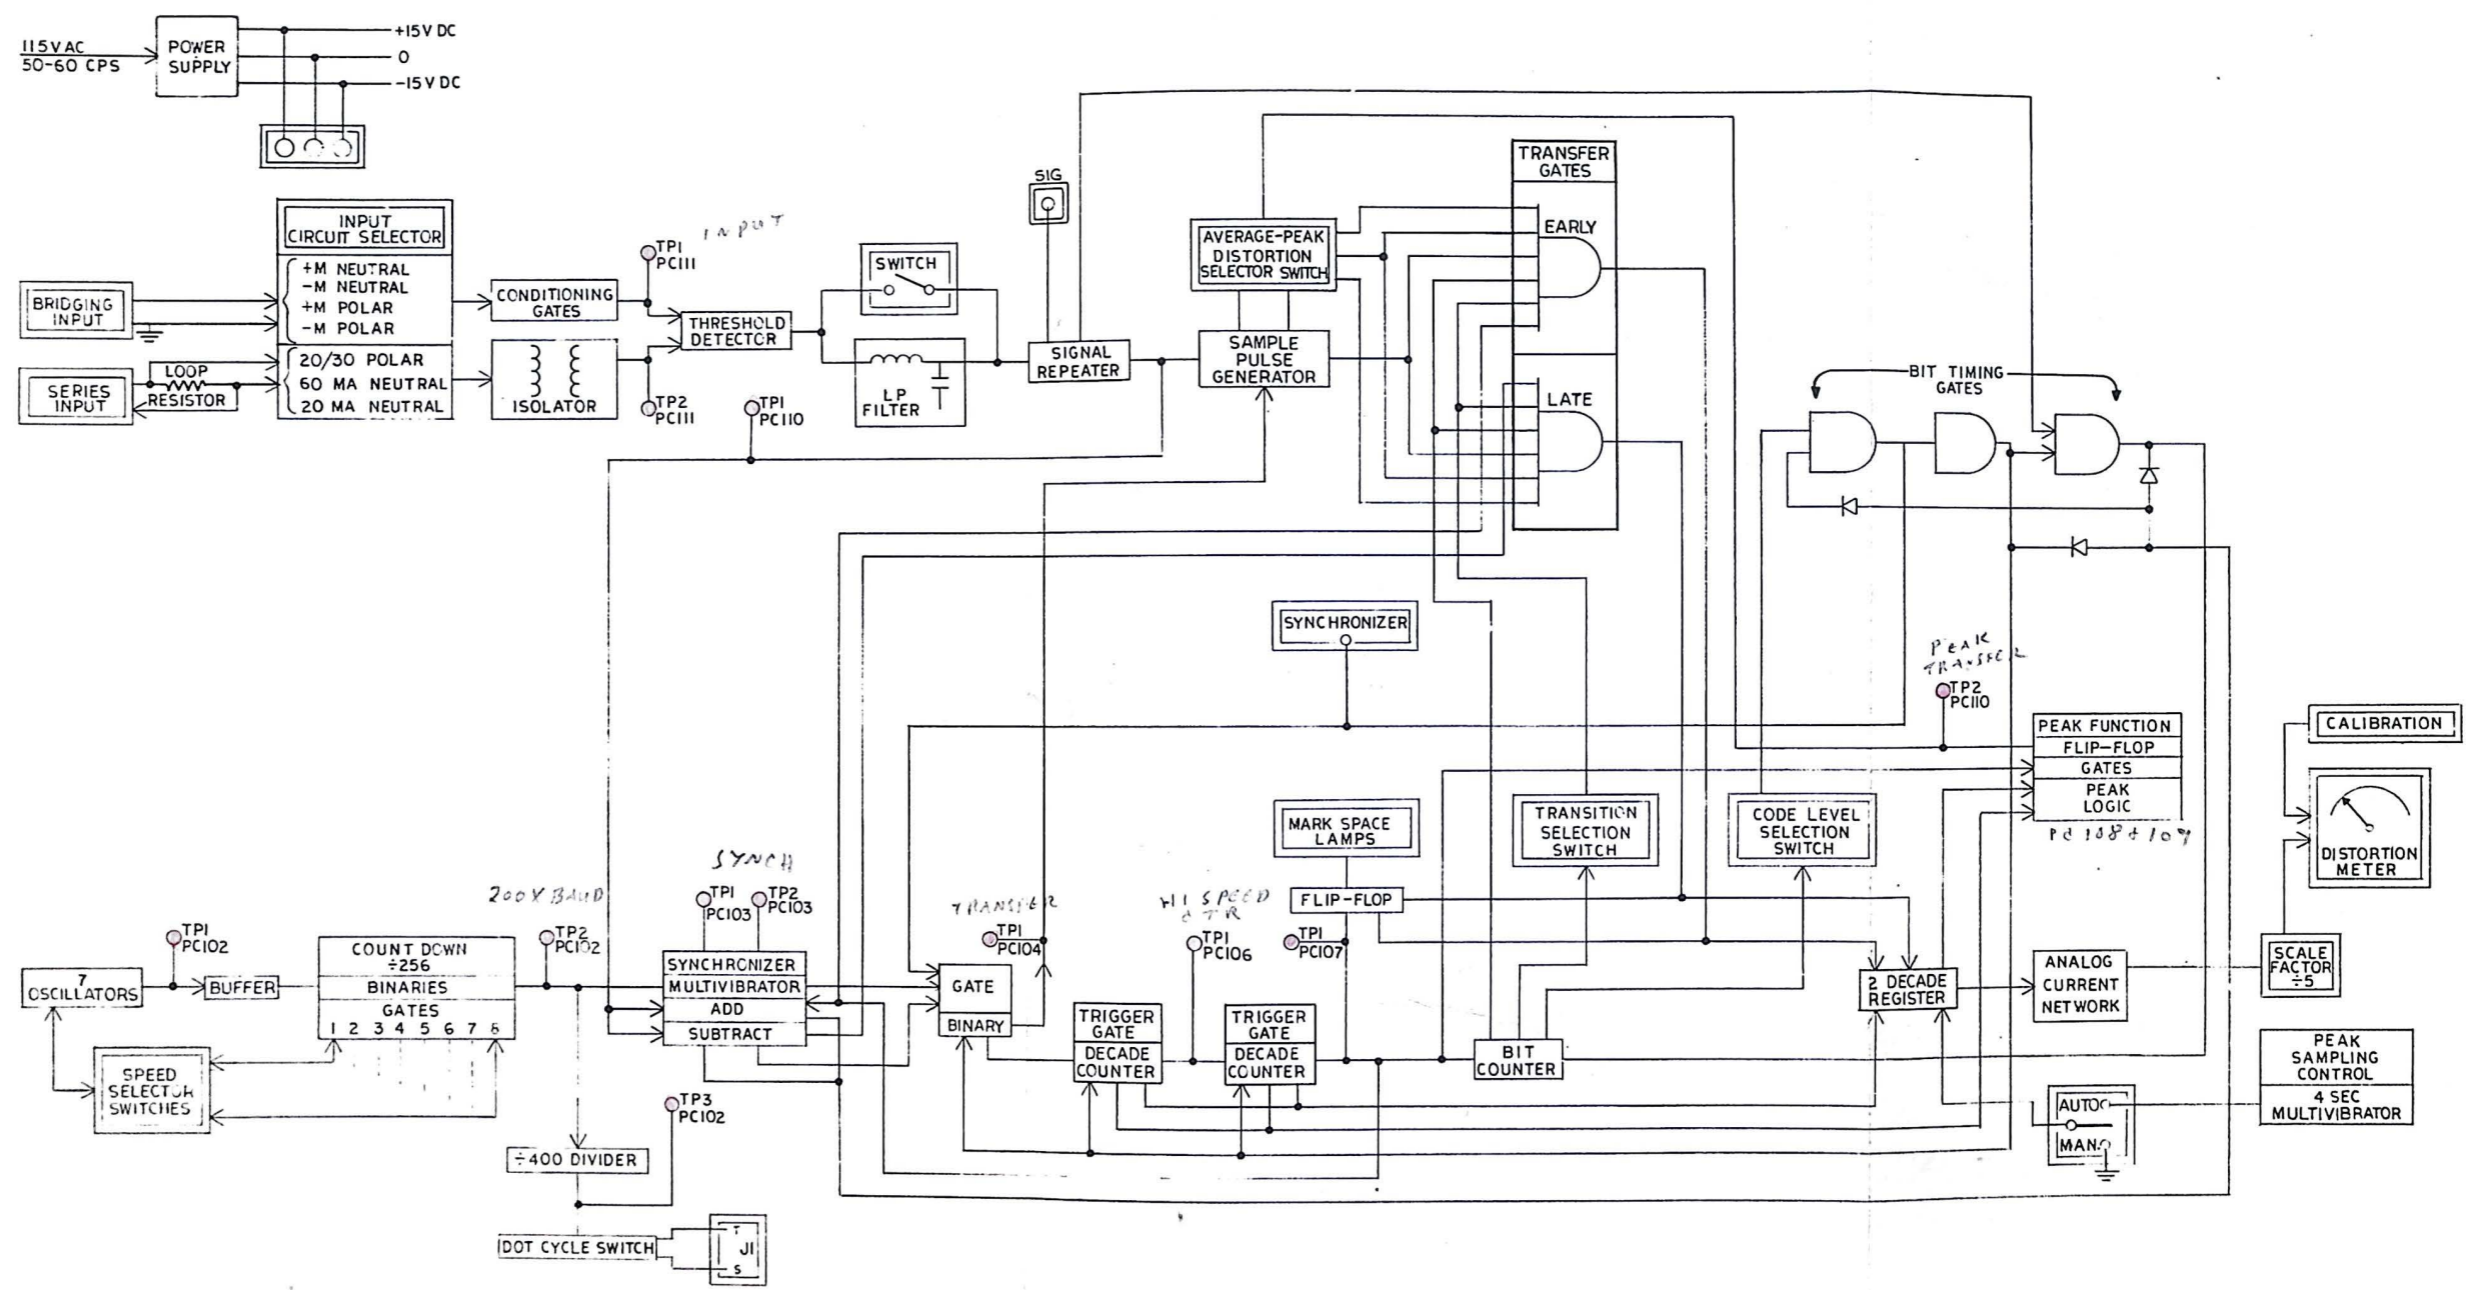 115V AC
50-60 CPS
POWER
SUPPLY
+15V DC
0
-15V DC
INPUT
CIRCUIT SELECTOR
+M NEUTRAL
-M NEUTRAL
+M POLAR
-M POLAR
20/30 POLAR
60 MA NEUTRAL
20 MA NEUTRAL
BRIDGING
INPUT
SERIES
INPUT
LOOP
RESISTOR
CONDITIONING
GATES
ISOLATOR
TP1
PC111
INPUT
TP2
PC111
THRESHOLD
DETECTOR
TP1
PC110
SWITCH
LP
FILTER
SIG
SIGNAL
REPEATER
AVERAGE-PEAK
DISTORTION
SELECTOR SWITCH
SAMPLE
PULSE
GENERATOR
TRANSFER
GATES
EARLY
LATE
BIT TIMING
GATES
SYNCHRONIZER
PEAK
TRANSFER
TP2
PC110
PEAK FUNCTION
FLIP-FLOP
GATES
PEAK
LOGIC
PC 108 & 109
CALIBRATION
DISTORTION
METER
SCALE
FACTOR
÷5
MARK SPACE
LAMPS
FLIP-FLOP
TRANSITION
SELECTION
SWITCH
CODE LEVEL
SELECTION
SWITCH
2 DECADE
REGISTER
ANALOG
CURRENT
NETWORK
PEAK
SAMPLING
CONTROL
4 SEC
MULTIVIBRATOR
AUTO
MAN.
7
OSCILLATORS
TP1
PC102
BUFFER
COUNT DOWN
÷256
BINARIES
GATES
1 2 3 4 5 6 7 8
SPEED
SELECTOR
SWITCHES
200 X BAUD
TP2
PC102
SYNCH
TP1
PC103
TP2
PC103
SYNCHRONIZER
MULTIVIBRATOR
ADD
SUBTRACT
TP3
PC102
÷400 DIVIDER
DOT CYCLE SWITCH
T
J1
S
TRANSFER
TP1
PC104
GATE
BINARY
TRIGGER
GATE
DECADE
COUNTER
HI SPEED
CTR
TP1
PC106
TRIGGER
GATE
DECADE
COUNTER
TP1
PC107
BIT
COUNTER